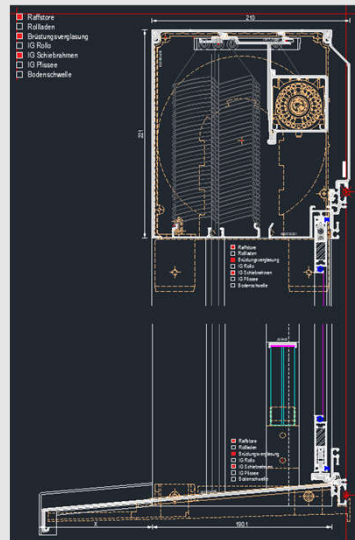 Raffstore
Rollladen
Brüstungsverglasung
IG Rollo
IG Schiebrahmen
IG Plissee
Bodenschwelle
210
221
Raffstore
Rollladen
Brüstungsverglasung
IG Rollo
IG Schiebrahmen
IG Plissee
Bodenschwelle
Raffstore
Rollladen
Brüstungsverglasung
IG Rollo
IG Schiebrahmen
IG Plissee
Bodenschwelle
X
190.1